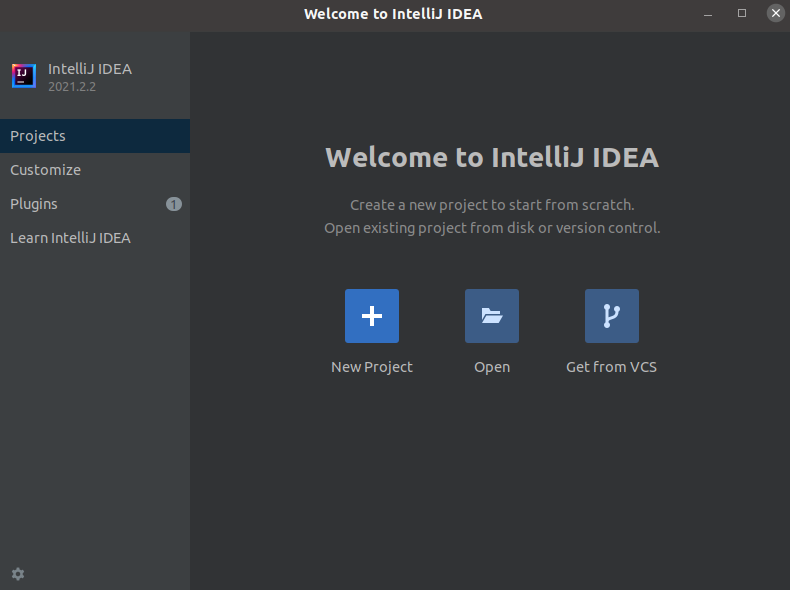 Welcome to IntelliJ IDEA
IJ
IntelliJ IDEA
2021.2.2
Projects
Customize
Plugins 1
Learn IntelliJ IDEA
Welcome to IntelliJ IDEA
Create a new project to start from scratch.
Open existing project from disk or version control.
New Project Open Get from VCS